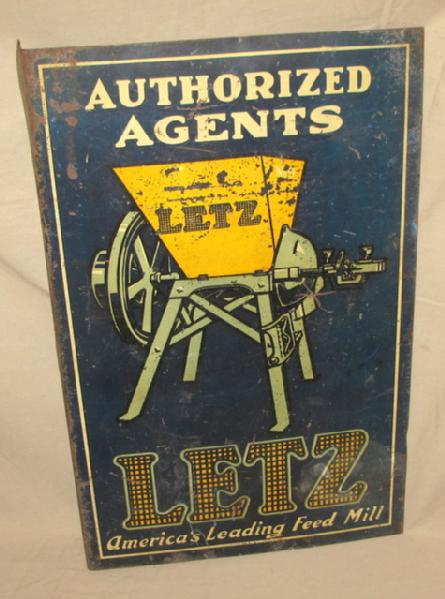 AUTHORIZED
AGENTS
LETZ
LETZ
America's Leading Feed Mill